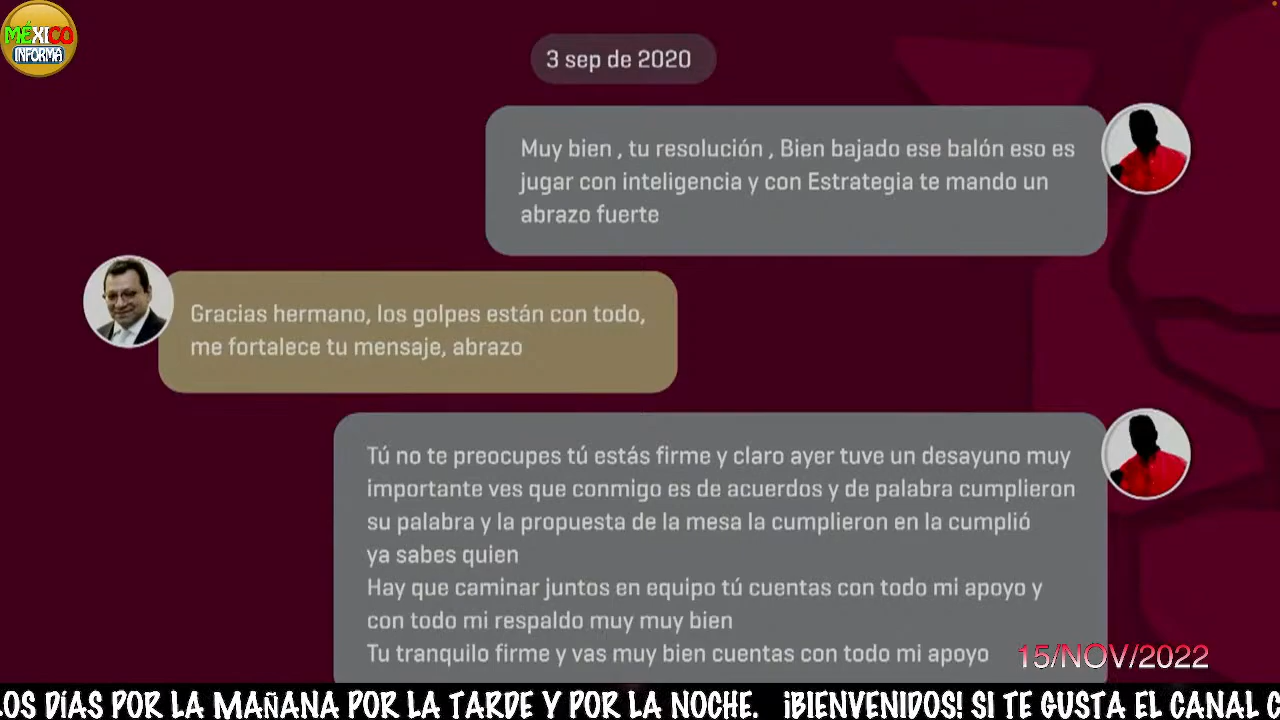 MÉXICO
INFORMA
3 sep de 2020
Muy bien , tu resolución , Bien bajado ese balón eso es
jugar con inteligencia y con Estrategia te mando un
abrazo fuerte
Gracias hermano, los golpes están con todo,
me fortalece tu mensaje, abrazo
Tú no te preocupes tú estás firme y claro ayer tuve un desayuno muy
importante ves que conmigo es de acuerdos y de palabra cumplieron
su palabra y la propuesta de la mesa la cumplieron en la cumplió
ya sabes quien
Hay que caminar juntos en equipo tú cuentas con todo mi apoyo y
con todo mi respaldo muy muy bien
Tu tranquilo firme y vas muy bien cuentas con todo mi apoyo
15/NOV/2022
LOS DÍAS POR LA MAÑANA POR LA TARDE Y POR LA NOCHE. ¡BIENVENIDOS! SI TE GUSTA EL CANAL C